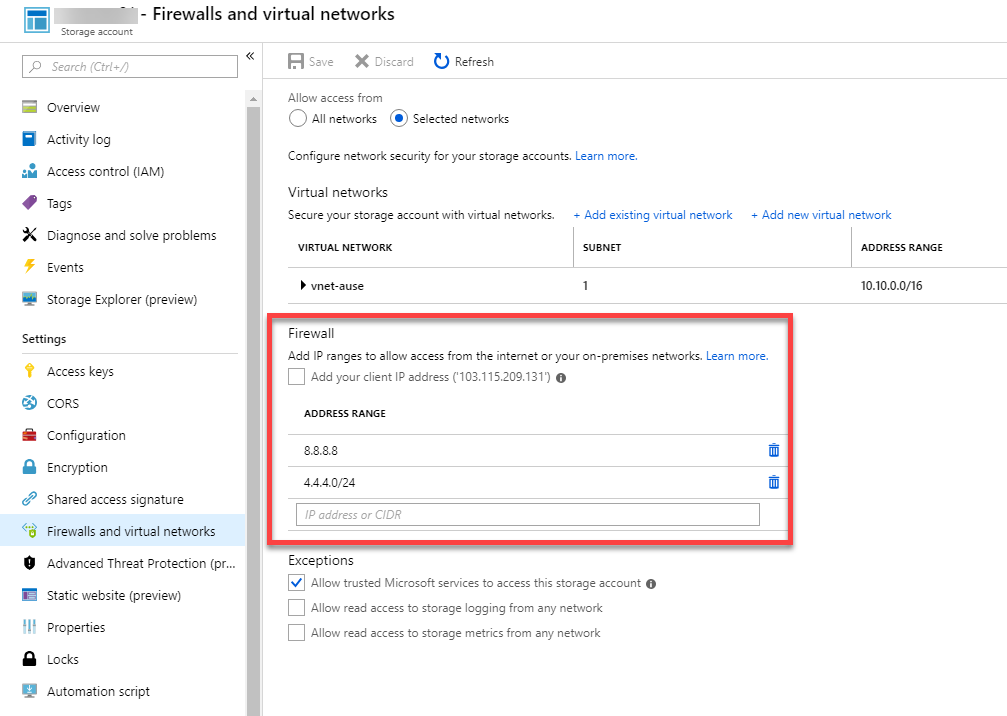 - Firewalls and virtual networks
Storage account
Search (Ctrl+/)
«
Overview
Activity log
Access control (IAM)
Tags
Diagnose and solve problems
Events
Storage Explorer (preview)
Settings
Access keys
CORS
Configuration
Encryption
Shared access signature
Firewalls and virtual networks
Advanced Threat Protection (pr...
Static website (preview)
Properties
Locks
Automation script
Save Discard Refresh
Allow access from
All networks Selected networks
Configure network security for your storage accounts. Learn more.
Virtual networks
Secure your storage account with virtual networks. + Add existing virtual network + Add new virtual network
VIRTUAL NETWORK SUBNET ADDRESS RANGE
vnet-ause 1 10.10.0.0/16
Firewall
Add IP ranges to allow access from the internet or your on-premises networks. Learn more.
Add your client IP address ('103.115.209.131')
ADDRESS RANGE
8.8.8.8
4.4.4.0/24
IP address or CIDR
Exceptions
Allow trusted Microsoft services to access this storage account
Allow read access to storage logging from any network
Allow read access to storage metrics from any network